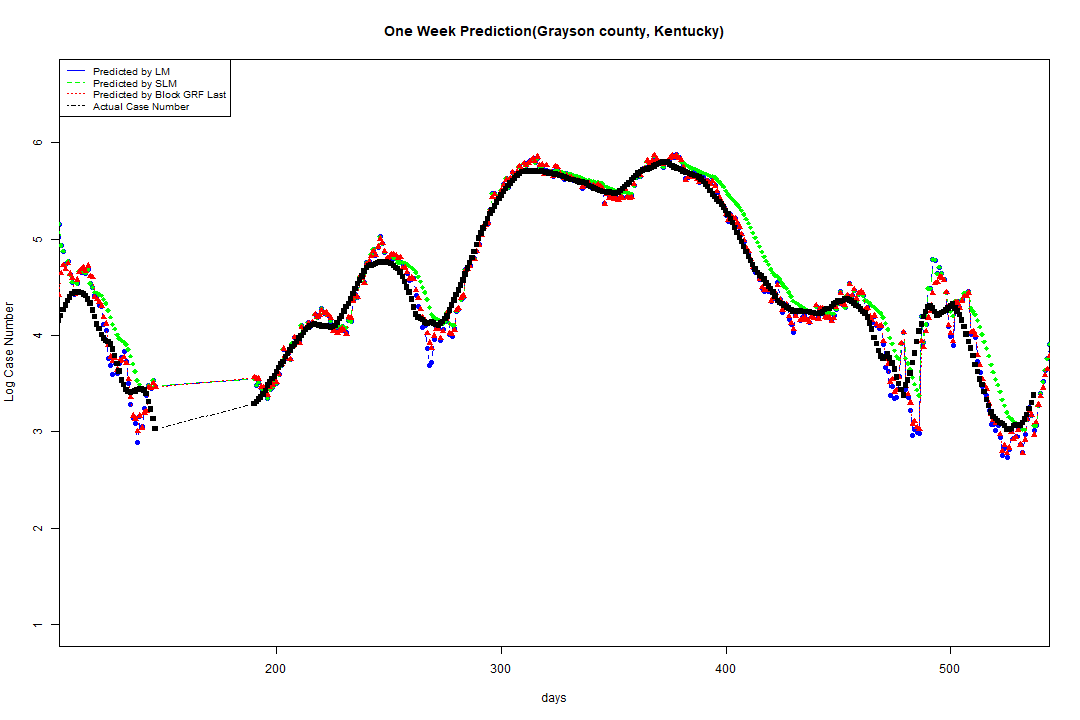 One Week Prediction(Grayson county, Kentucky)
Predicted by LM
Predicted by SLM
Predicted by Block GRF Last
Actual Case Number
6
5
4
3
2
1
Log Case Number
200
300
400
500
days